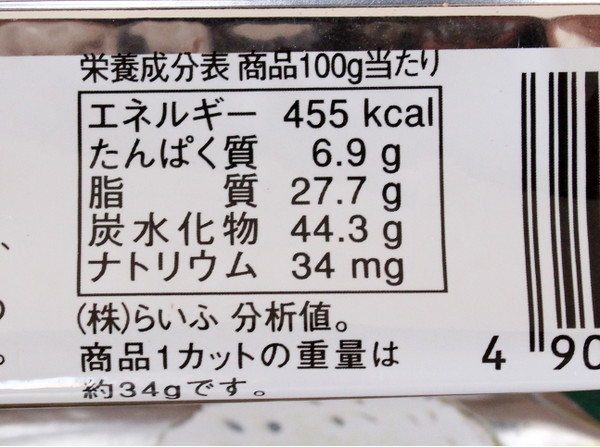 栄養成分表 商品100g当たり
エネルギー 455 kcal
たんぱく質 6.9 g
脂質 27.7 g
炭水化物 44.3 g
ナトリウム 34 mg
(株)らいふ 分析値。
商品1カットの重量は
約34gです。
4 90